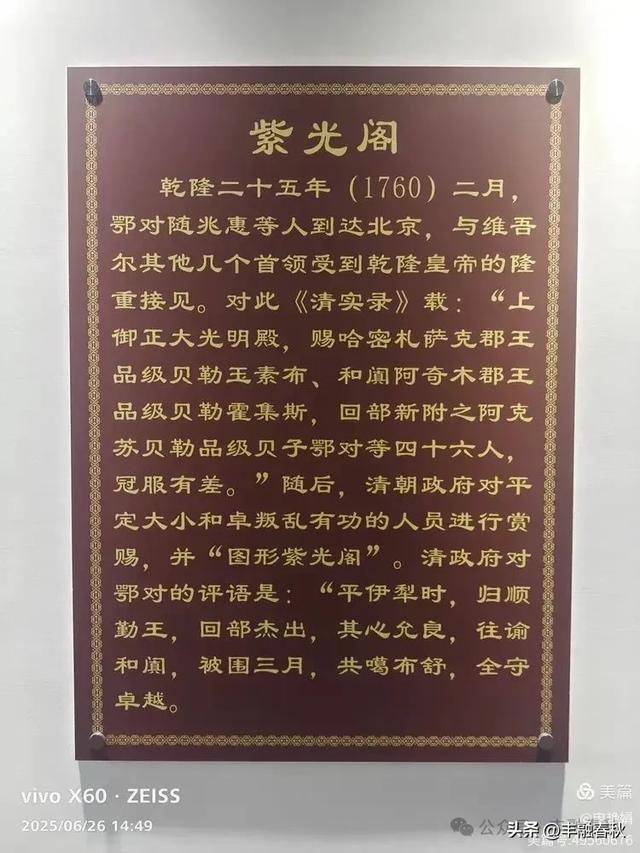 紫光阁
乾隆二十五年（1760）二月，
鄂对随兆惠等人到达北京，与维吾
尔其他几个首领受到乾隆皇帝的隆
重接见。对此《清实录》载：“上
御正大光明殿，赐哈密札萨克郡王
品级贝勒玉素布、和阗阿奇木郡王
品级贝勒霍集斯，回部新附之阿克
苏贝勒品级贝子鄂对等四十六人，
冠服有差。”随后，清朝政府对平
定大小和卓叛乱有功的人员进行赏
赐，并“图形紫光阁”。清政府对
鄂对的评语是：“平伊犁时，归顺
勤王，回部杰出，其心允良，往谕
和阗，被围三月，共噶布舒，全守
卓越。
vivo X60 · ZEISS
2025/06/26 14:49
美篇
公众
头条 @丰融春秋
美篇号:49560676